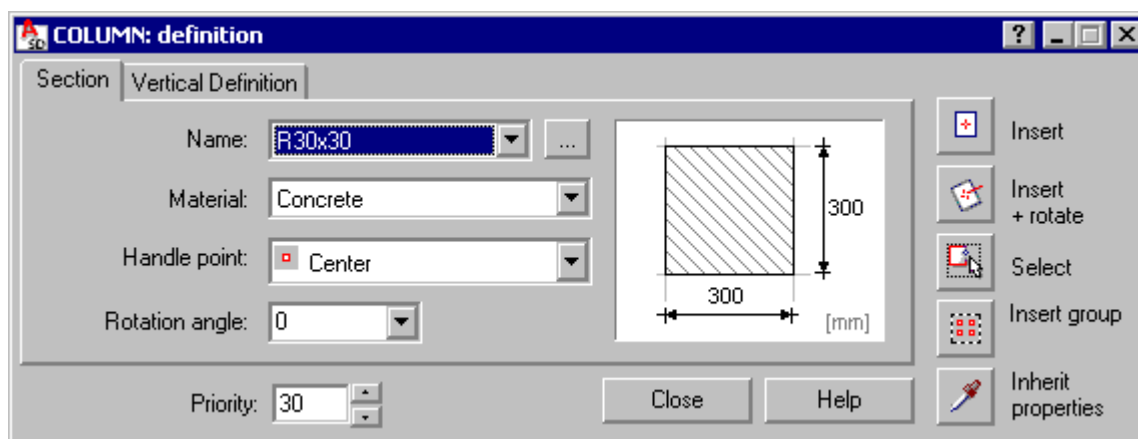 A SD COLUMN: definition ?
Section Vertical Definition
Name: R30x30 ...
Material: Concrete
Handle point: Center
Rotation angle: 0
300
300
[mm]
Priority: 30
Close Help
Insert
Insert
+ rotate
Select
Insert group
Inherit
properties